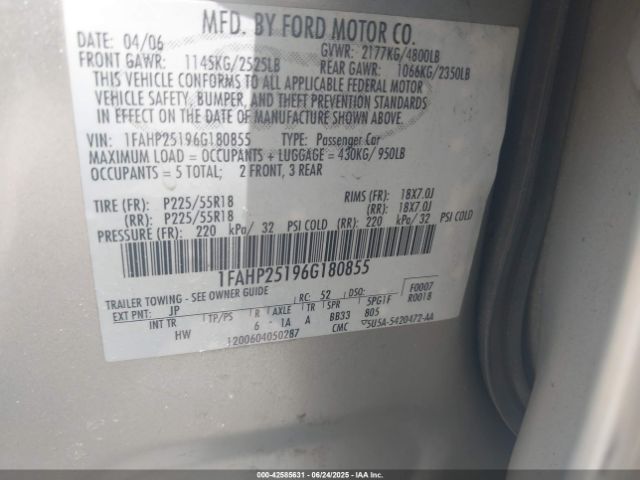 MFD. BY FORD MOTOR CO.
DATE: 04/06 GVWR: 2177KG/4800LB
FRONT GAWR: 1145KG/2525LB REAR GAWR: 1066KG/2350LB
THIS VEHICLE CONFORMS TO ALL APPLICABLE FEDERAL MOTOR
VEHICLE SAFETY, BUMPER, AND THEFT PREVENTION STANDARDS
IN EFFECT ON THE DATE OF MANUFACTURE SHOWN ABOVE.
VIN: 1FAHP25196G180855 TYPE: Passenger Car
MAXIMUM LOAD = OCCUPANTS + LUGGAGE = 430KG/ 950LB
OCCUPANTS = 5 TOTAL; 2 FRONT, 3 REAR
TIRE (FR): P225/55R18 RIMS (FR): 18X7.0J
(RR): P225/55R18 (RR): 18X7.0J
PRESSURE (FR): 220 kPa/ 32 PSI COLD (RR): 220 kPa/ 32 PSI COLD
1FAHP25196G180855
TRAILER TOWING - SEE OWNER GUIDE RC: 52 DSO: F0007
EXT PNT: JP R0018
INT TR TP/PS R AXLE TR SPR 5PG1F
HW 6 1A A BB33 805
1200604050287 CMC 5U5A-5420472-AA
000-42585631 - 06/24/2025 - IAAI.COM